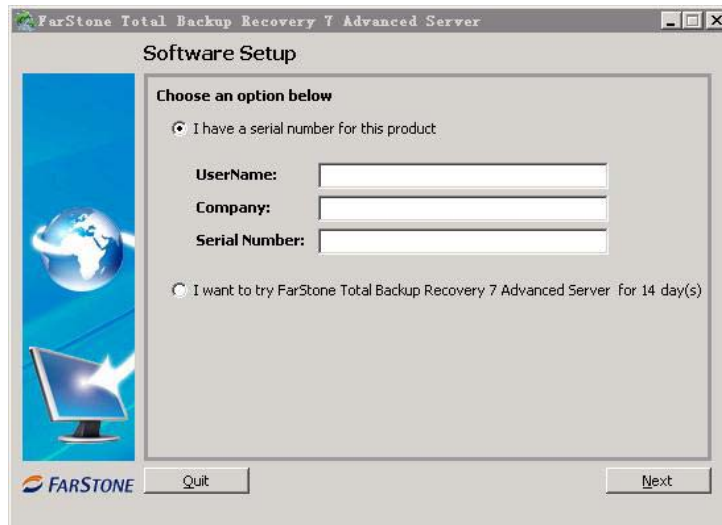 FarStone Total Backup Recovery 7 Advanced Server
Software Setup
Choose an option below
I have a serial number for this product
UserName:
Company:
Serial Number:
I want to try FarStone Total Backup Recovery 7 Advanced Server for 14 day(s)
FARSTONE
Quit
Next